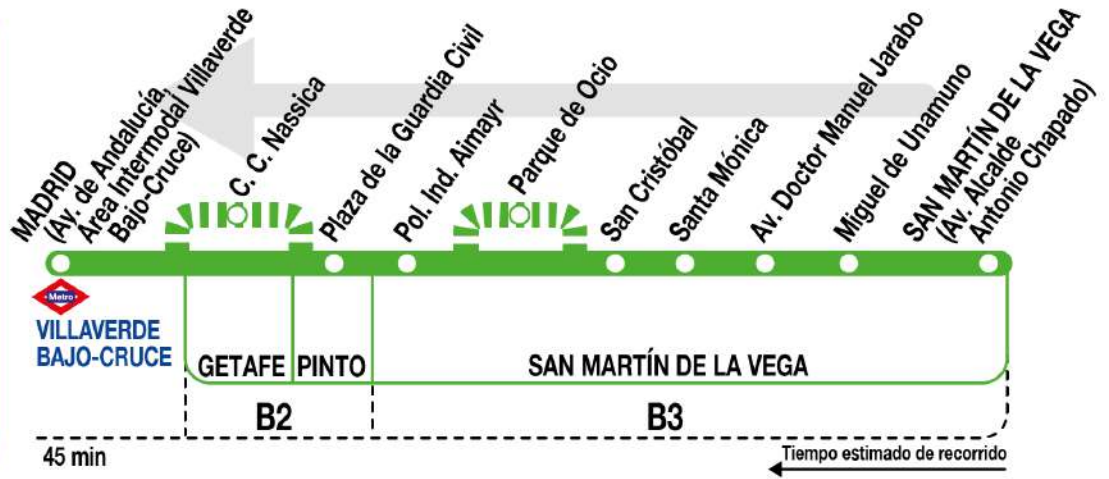 MADRID
(Av. de Andalucía,
Área Intermodal Villaverde
Bajo-Cruce)
C. C. Nassica
Plaza de la Guardia Civil
Pol. Ind. Aimayr
Parque de Ocio
San Cristóbal
Santa Mónica
Av. Doctor Manuel Jarabo
Miguel de Unamuno
SAN MARTÍN DE LA VEGA
(Av. Alcalde
Antonio Chapado)
Metro
VILLAVERDE
BAJO-CRUCE
GETAFE
PINTO
SAN MARTÍN DE LA VEGA
B2
B3
45 min
Tiempo estimado de recorrido